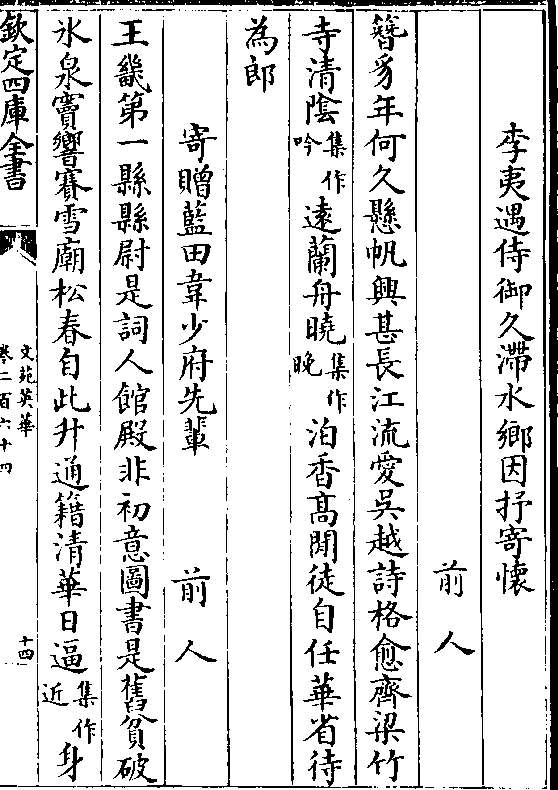 李夷遇侍御久滯水鄉因抒寄懷
前人
簪豸年何久懸帆興甚長江流愛吳越詩格愈齊梁竹
寺清陰集作吟遠蘭舟曉集作晚泊香高閒徒自任華省待
為郎
寄贈藍田韋少府先輩　前人
王畿第一縣縣尉是詞人館殿非初意圖書是舊貧破
氷泉竇響賽雪廟松春自此升通籍清華日逼集作近身
欽定四庫全書
文苑英華
卷二百六十四
十四